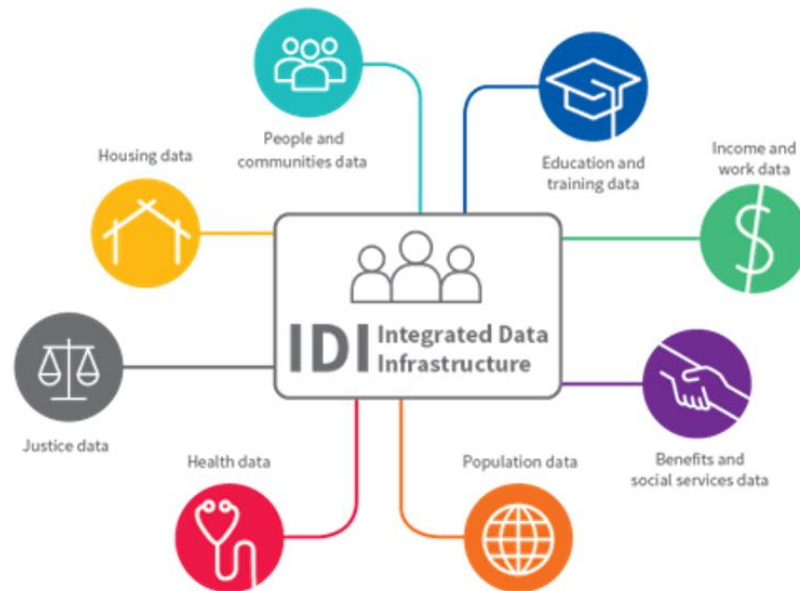 People and
communities data
Education and
training data
Income and
work data
Housing data
IDI Integrated Data
Infrastructure
Justice data
Benefits and
social services data
Health data
Population data